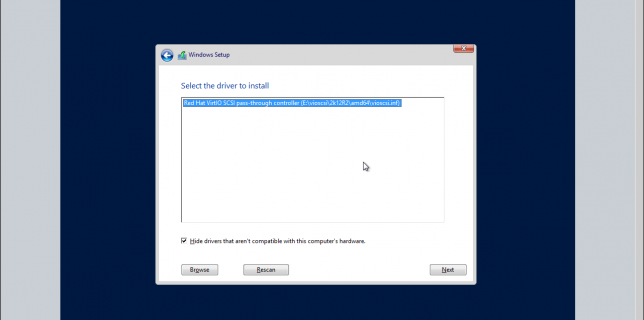 Windows Setup
Select the driver to install
Red Hat VirtIO SCSI pass-through controller (E:\vioscsi\2k12R2\amd64\vioscsi.inf)
Hide drivers that aren't compatible with this computer's hardware.
Browse
Rescan
Next